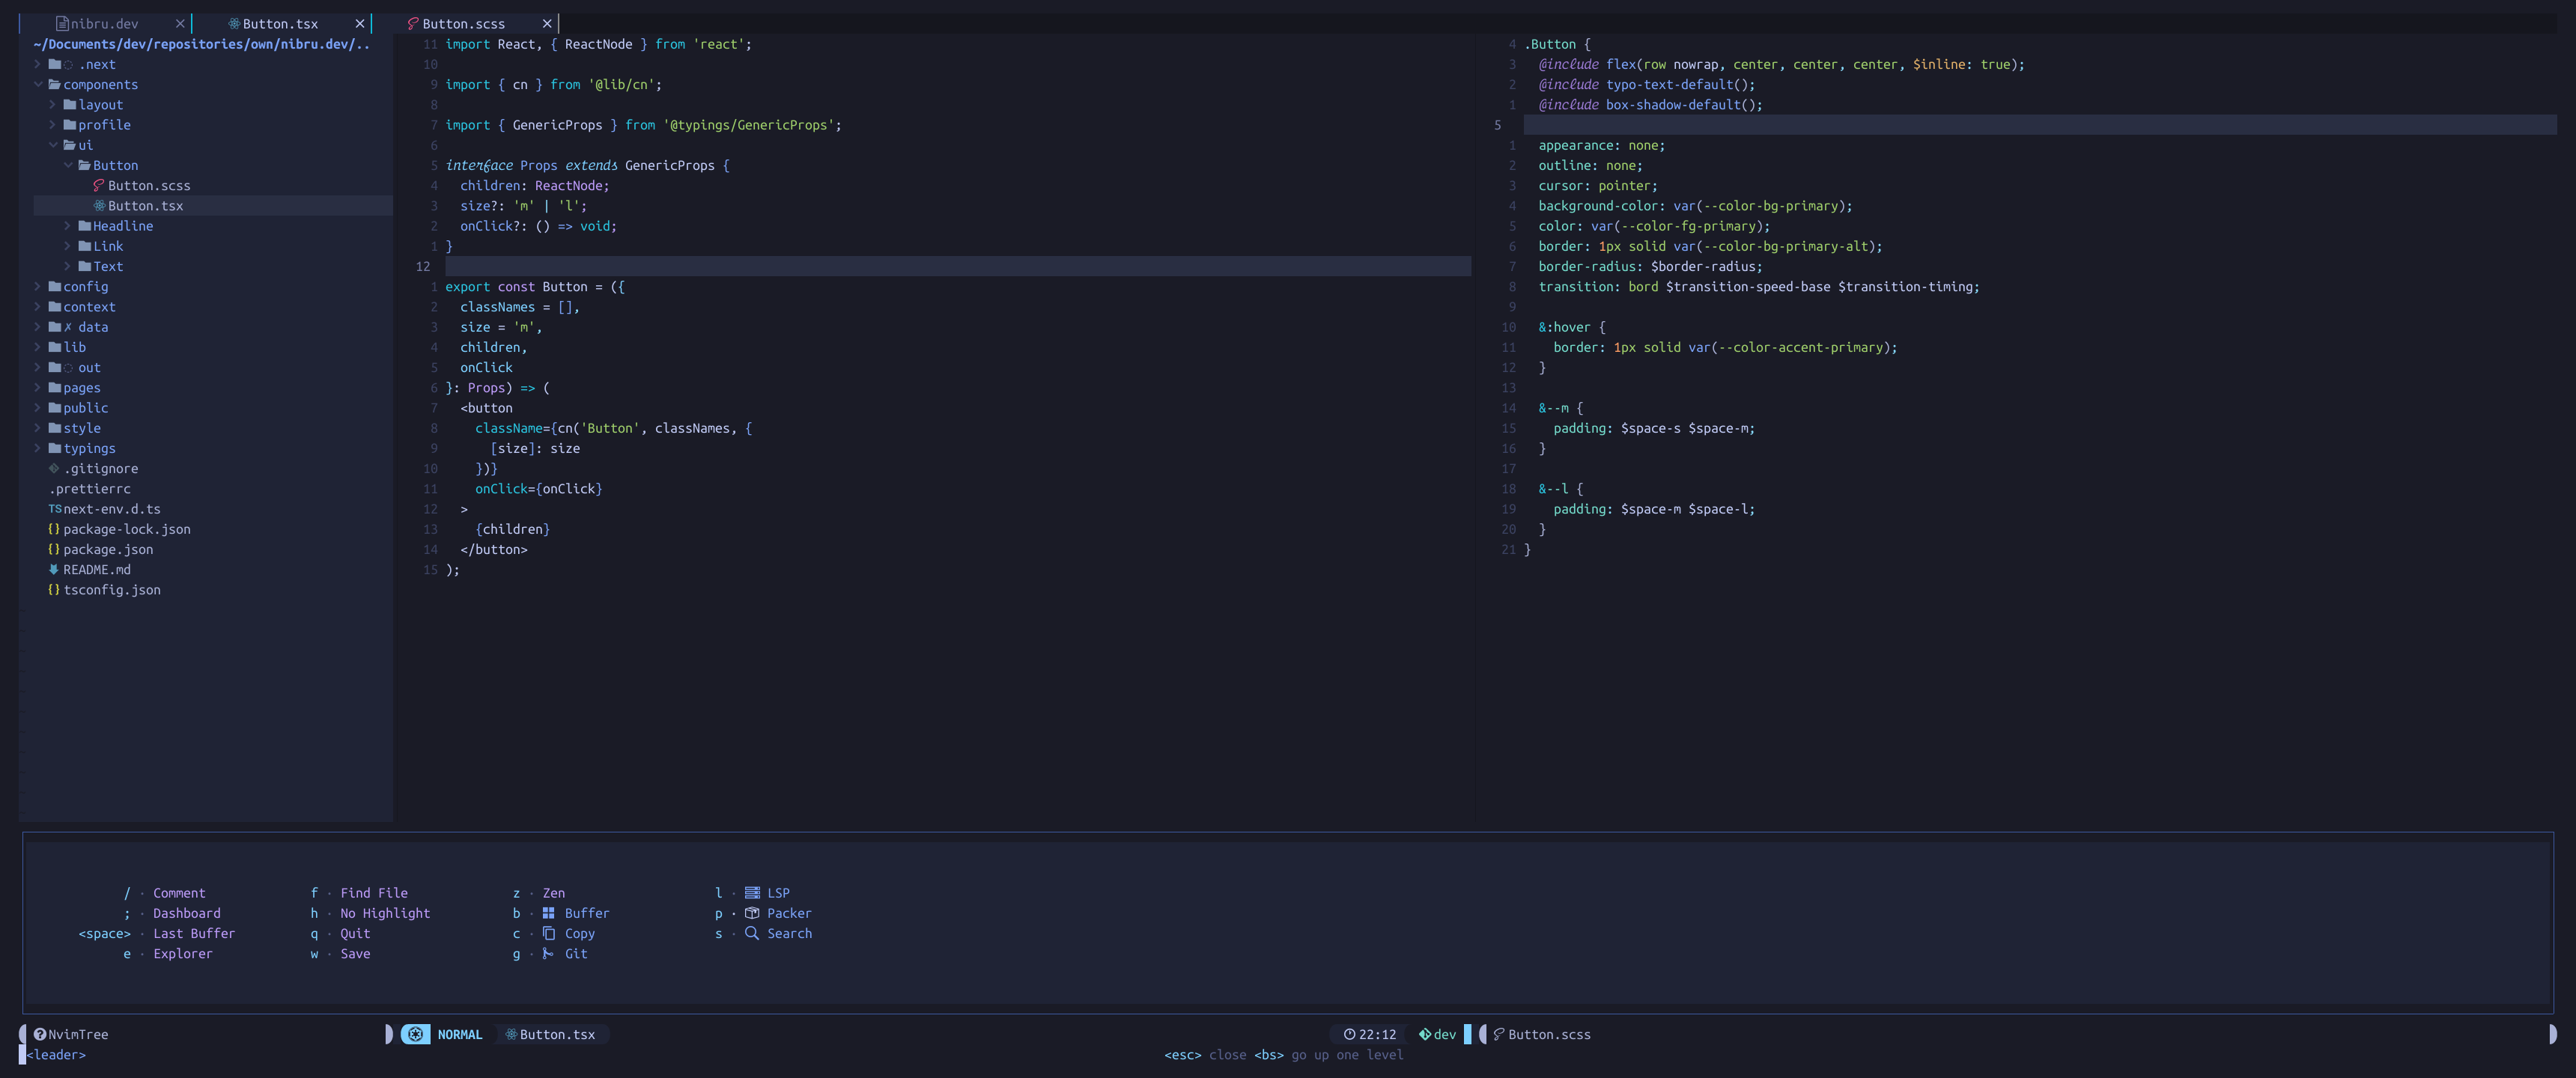 nibru.dev Button.tsx Button.scss
~/Documents/dev/repositories/own/nibru.dev/..
.next
components
layout
profile
ui
Button
Button.scss
Button.tsx
Headline
Link
Text
config
context
✗ data
lib
out
pages
public
style
typings
.gitignore
.prettierrc
TS next-env.d.ts
{} package-lock.json
{} package.json
README.md
{} tsconfig.json
11 import React, { ReactNode } from 'react';
10
9 import { cn } from '@lib/cn';
8
7 import { GenericProps } from '@typings/GenericProps';
6
5 interface Props extends GenericProps {
4 children: ReactNode;
3 size?: 'm' | 'l';
2 onClick?: () => void;
1 }
12
1 export const Button = ({
2 classNames = [],
3 size = 'm',
4 children,
5 onClick
6 }: Props) => (
7 <button
8 className={cn('Button', classNames, {
9 [size]: size
10 })}
11 onClick={onClick}
12 >
13 {children}
14 </button>
15 );
4 .Button {
3 @include flex(row nowrap, center, center, center, $inline: true);
2 @include typo-text-default();
1 @include box-shadow-default();
5
1 appearance: none;
2 outline: none;
3 cursor: pointer;
4 background-color: var(--color-bg-primary);
5 color: var(--color-fg-primary);
6 border: 1px solid var(--color-bg-primary-alt);
7 border-radius: $border-radius;
8 transition: bord $transition-speed-base $transition-timing;
9
10 &:hover {
11 border: 1px solid var(--color-accent-primary);
12 }
13
14 &--m {
15 padding: $space-s $space-m;
16 }
17
18 &--l {
19 padding: $space-m $space-l;
20 }
21 }
/ · Comment f · Find File z · Zen l · LSP
; · Dashboard h · No Highlight b · Buffer p · Packer
<space> · Last Buffer q · Quit c · Copy s · Search
e · Explorer w · Save g · Git
NvimTree NORMAL Button.tsx 22:12 dev Button.scss
<leader> <esc> close <bs> go up one level